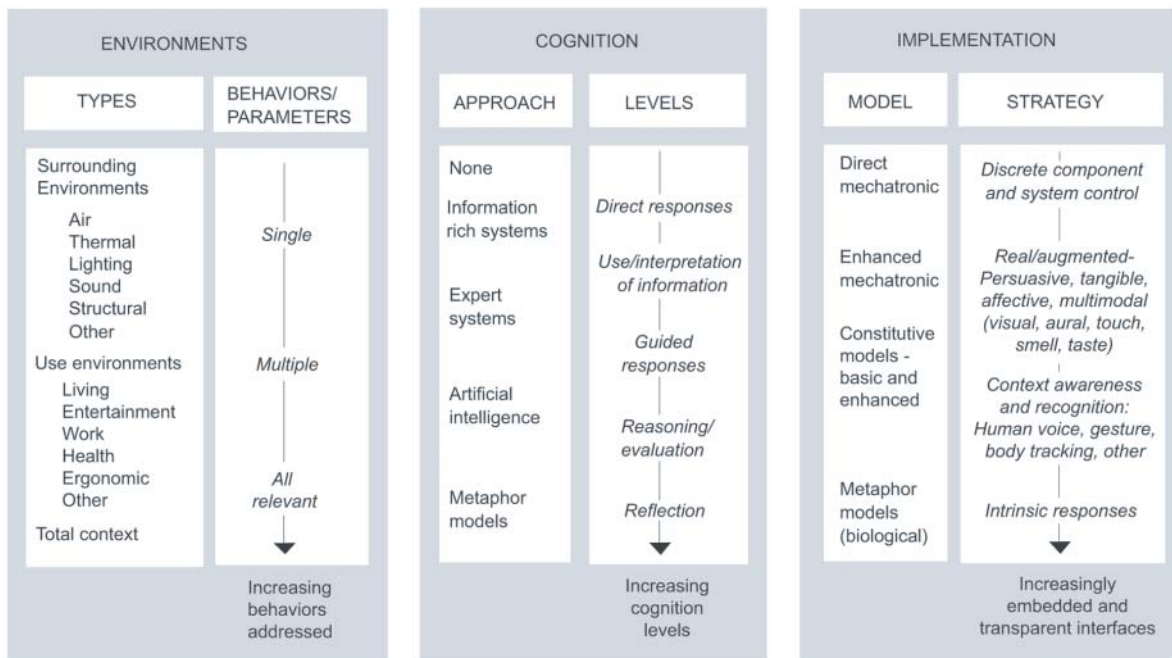 ENVIRONMENTS
TYPES
BEHAVIORS/
PARAMETERS
Surrounding
Environments
Air
Thermal
Lighting
Sound
Structural
Other
Use environments
Living
Entertainment
Work
Health
Ergonomic
Other
Total context
Single
Multiple
All
relevant
Increasing
behaviors
addressed
COGNITION
APPROACH
LEVELS
None
Information
rich systems
Expert
systems
Artificial
intelligence
Metaphor
models
Direct responses
Use/interpretation
of information
Guided
responses
Reasoning/
evaluation
Reflection
Increasing
cognition
levels
IMPLEMENTATION
MODEL
STRATEGY
Direct
mechatronic
Enhanced
mechatronic
Constitutive
models -
basic and
enhanced
Metaphor
models
(biological)
Discrete component
and system control
Real/augmented-
Persuasive, tangible,
affective, multimodal
(visual, aural, touch,
smell, taste)
Context awareness
and recognition:
Human voice, gesture,
body tracking, other
Intrinsic responses
Increasingly
embedded and
transparent interfaces